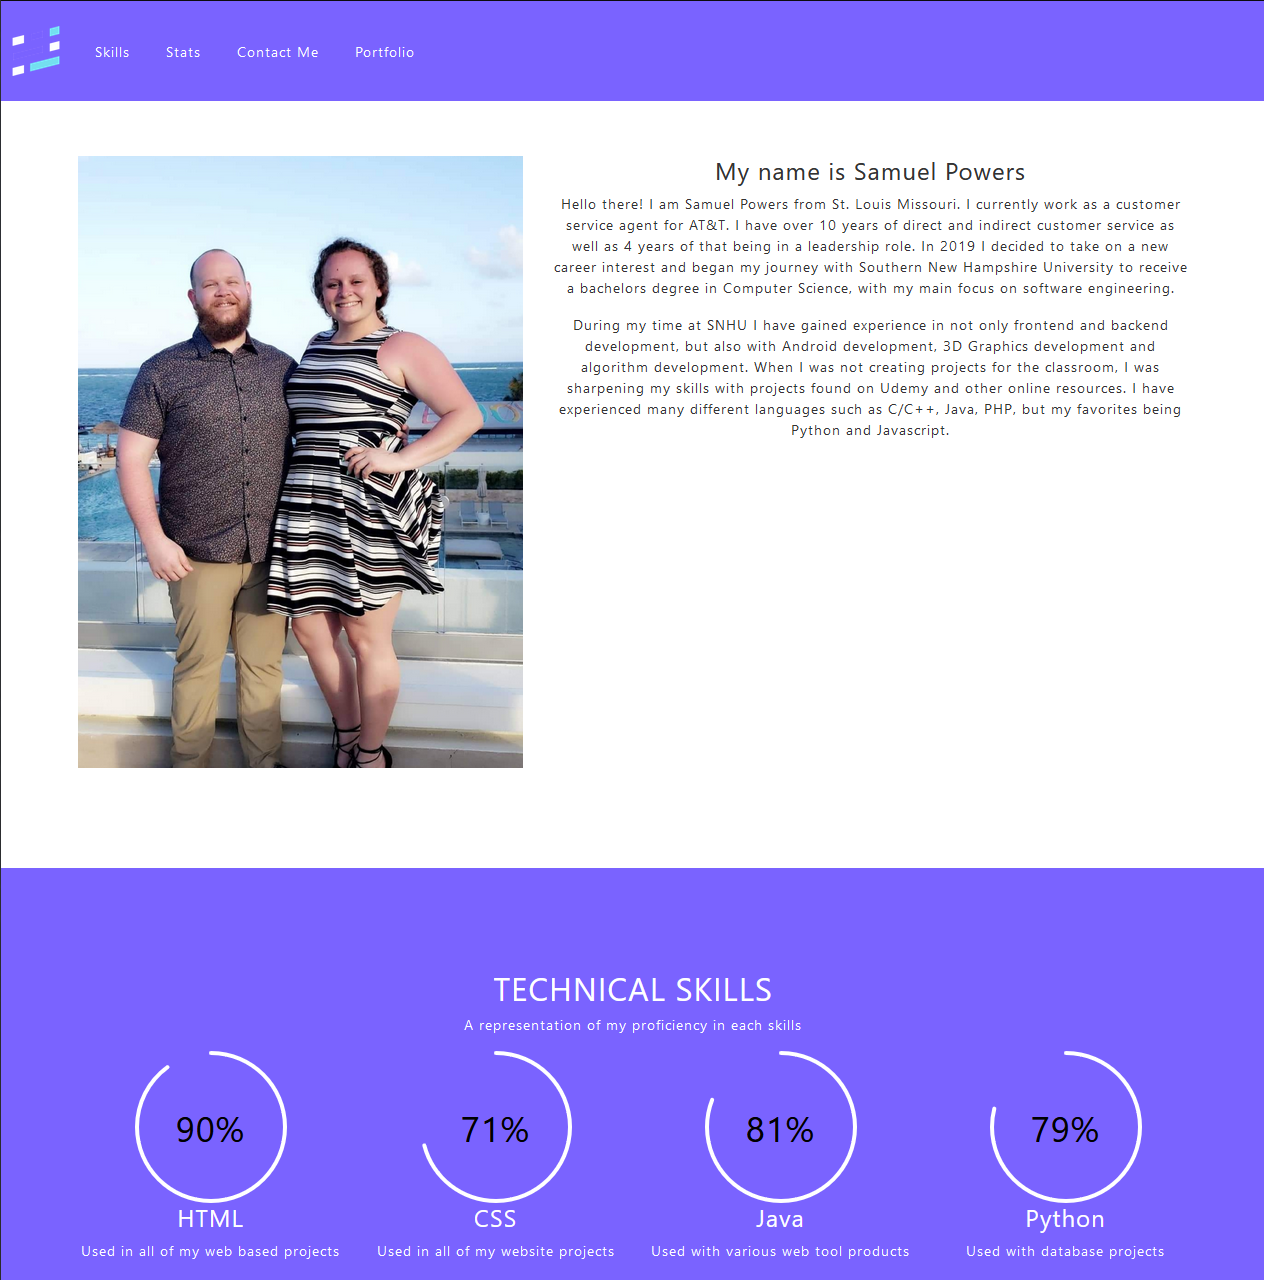 Skills Stats Contact Me Portfolio
My name is Samuel Powers
Hello there! I am Samuel Powers from St. Louis Missouri. I currently work as a customer
service agent for AT&T. I have over 10 years of direct and indirect customer service as
well as 4 years of that being in a leadership role. In 2019 I decided to take on a new
career interest and began my journey with Southern New Hampshire University to receive
a bachelors degree in Computer Science, with my main focus on software engineering.
During my time at SNHU I have gained experience in not only frontend and backend
development, but also with Android development, 3D Graphics development and
algorithm development. When I was not creating projects for the classroom, I was
sharpening my skills with projects found on Udemy and other online resources. I have
experienced many different languages such as C/C++, Java, PHP, but my favorites being
Python and Javascript.
TECHNICAL SKILLS
A representation of my proficiency in each skills
90% 71% 81% 79%
HTML CSS Java Python
Used in all of my web based projects Used in all of my website projects Used with various web tool products Used with database projects